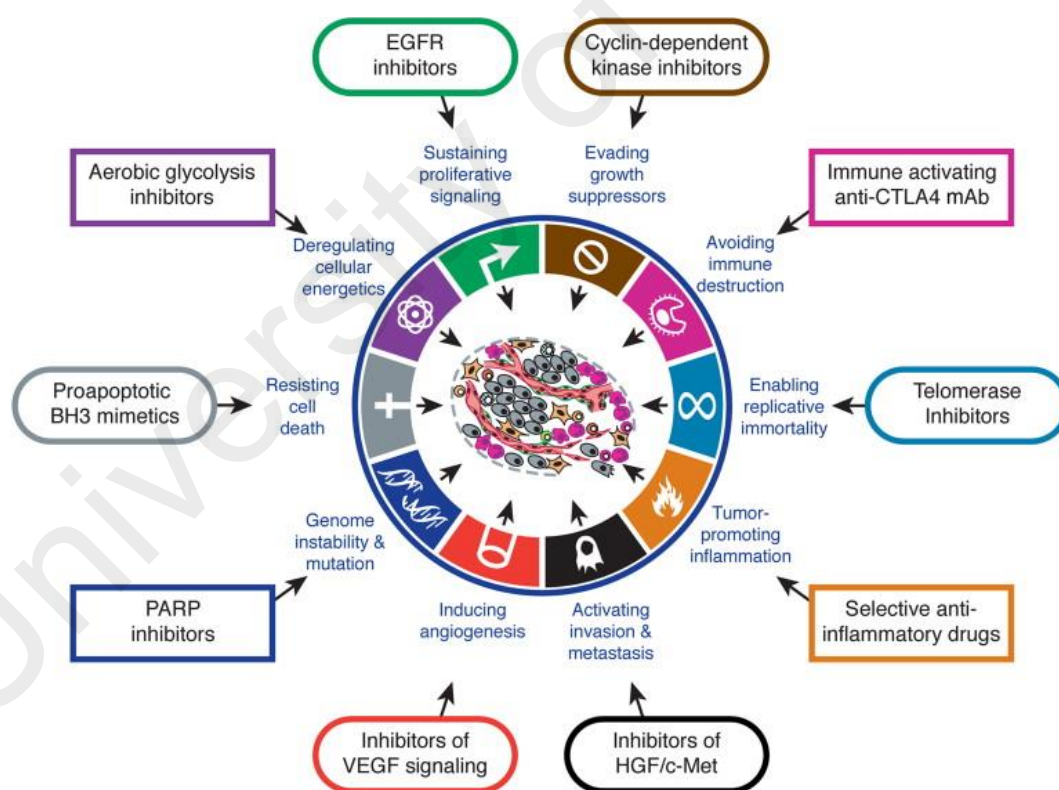 EGFR
inhibitors
Cyclin-dependent
kinase inhibitors
Aerobic glycolysis
inhibitors
Sustaining
proliferative
signaling
Evading
growth
suppressors
Immune activating
anti-CTLA4 mAb
Deregulating
cellular
energetics
Avoiding
immune
destruction
Proapoptotic
BH3 mimetics
Resisting
cell
death
Enabling
replicative
immortality
Telomerase
Inhibitors
Genome
instability &
mutation
Tumor-
promoting
inflammation
PARP
inhibitors
Inducing
angiogenesis
Activating
invasion &
metastasis
Selective anti-
inflammatory drugs
Inhibitors of
VEGF signaling
Inhibitors of
HGF/c-Met
University of